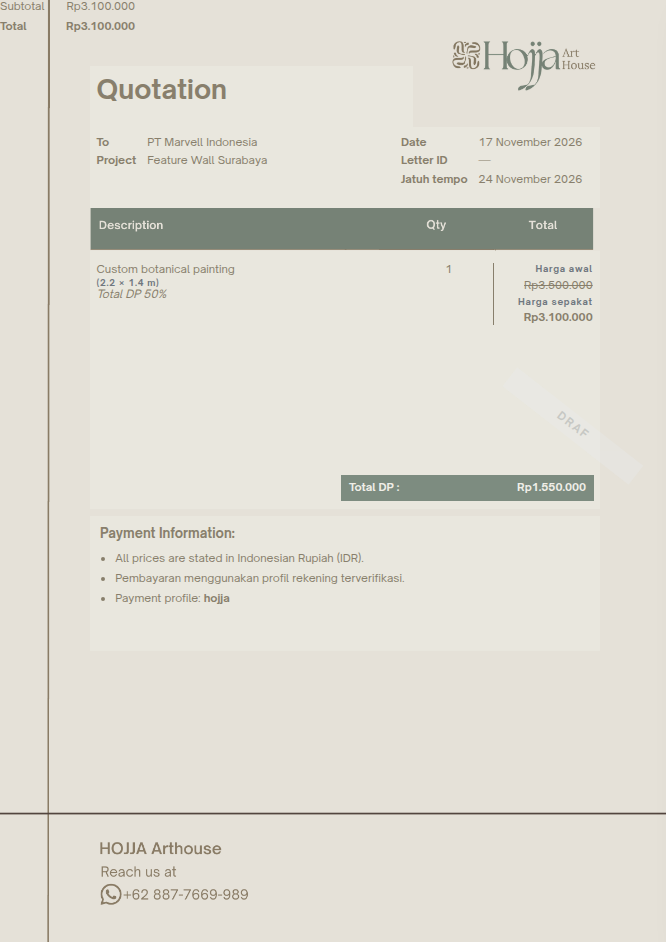 Subtotal Rp3.100.000
Total Rp3.100.000
Hojja Art House
Quotation
To PT Marvell Indonesia
Project Feature Wall Surabaya
Date 17 November 2026
Letter ID —
Jatuh tempo 24 November 2026
Description Qty Total
Custom botanical painting 1 Harga awal
(2.2 × 1.4 m) Rp3.500.000
Total DP 50% Harga sepakat
Rp3.100.000
DRAF
Total DP : Rp1.550.000
Payment Information:
• All prices are stated in Indonesian Rupiah (IDR).
• Pembayaran menggunakan profil rekening terverifikasi.
• Payment profile: hojja
HOJJA Arthouse
Reach us at
+62 887-7669-989